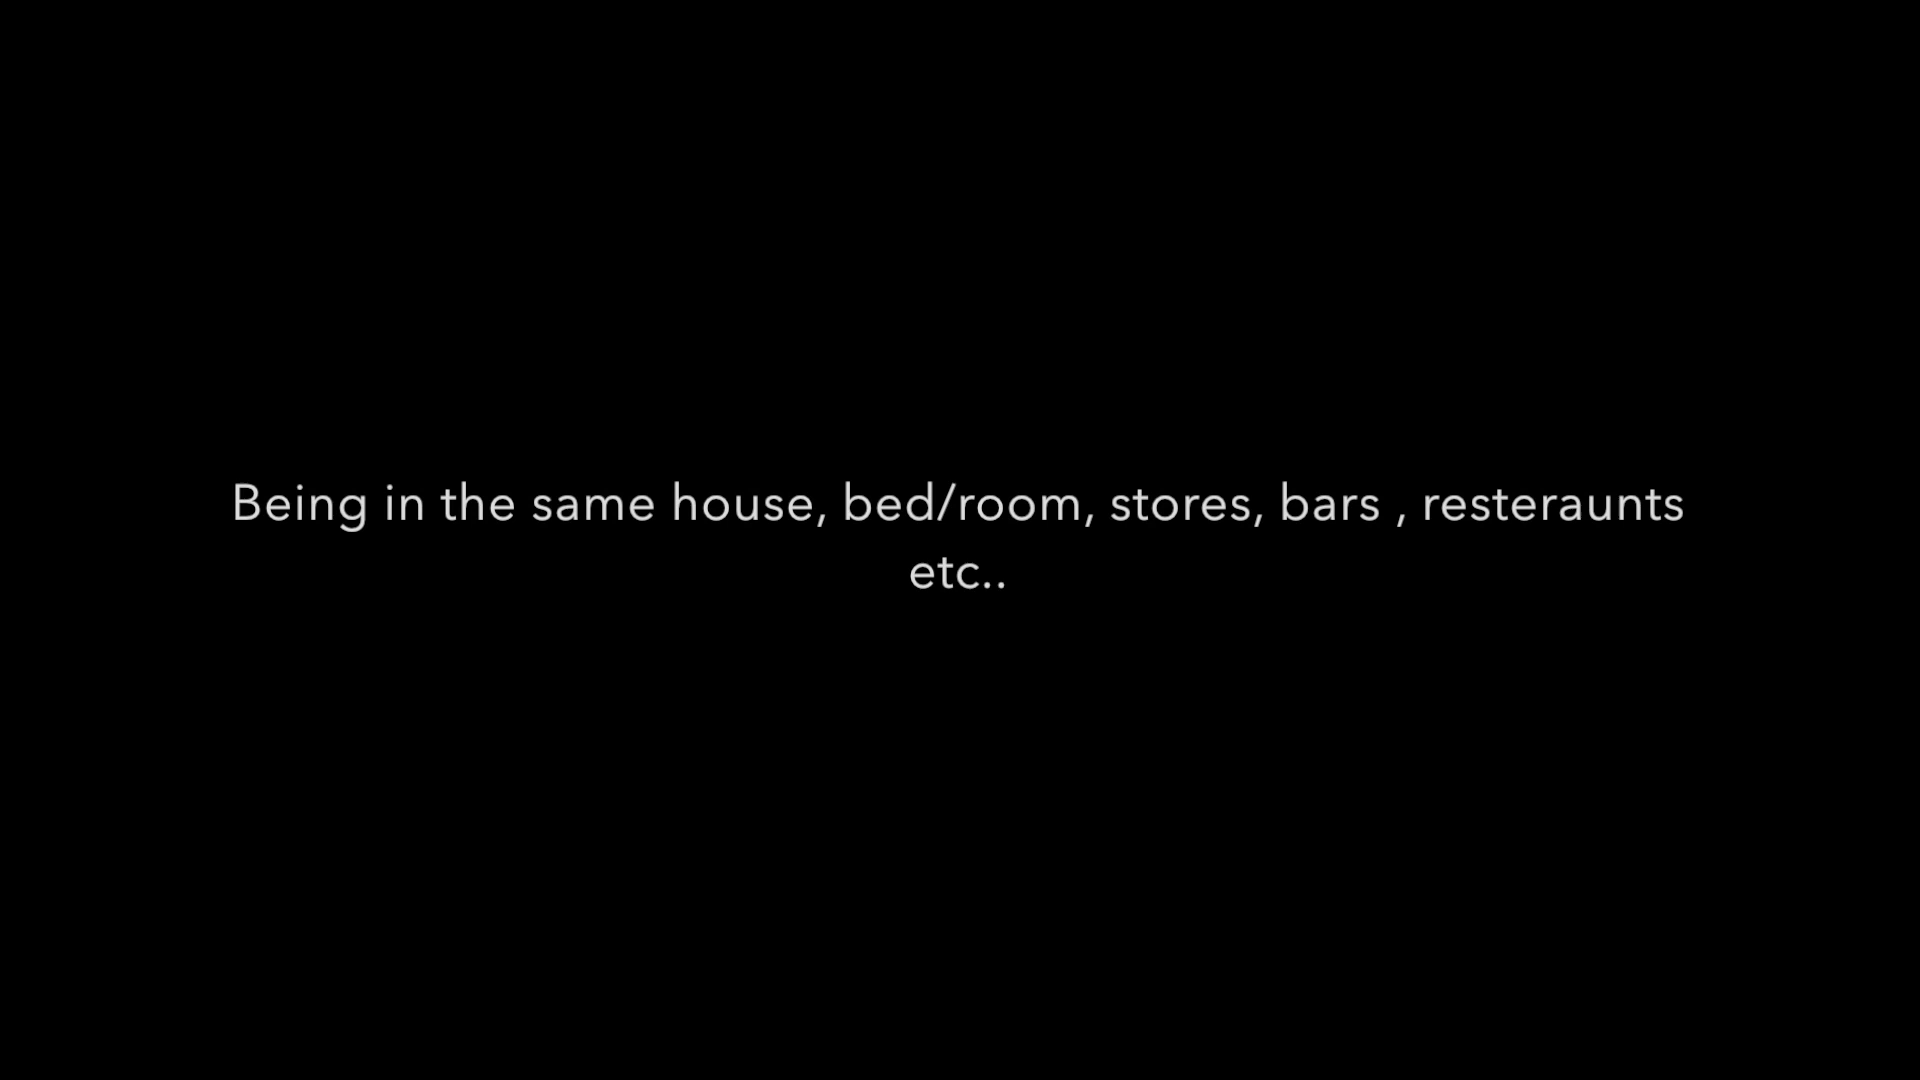 Being in the same house, bed/room, stores, bars , resteraunts
etc..